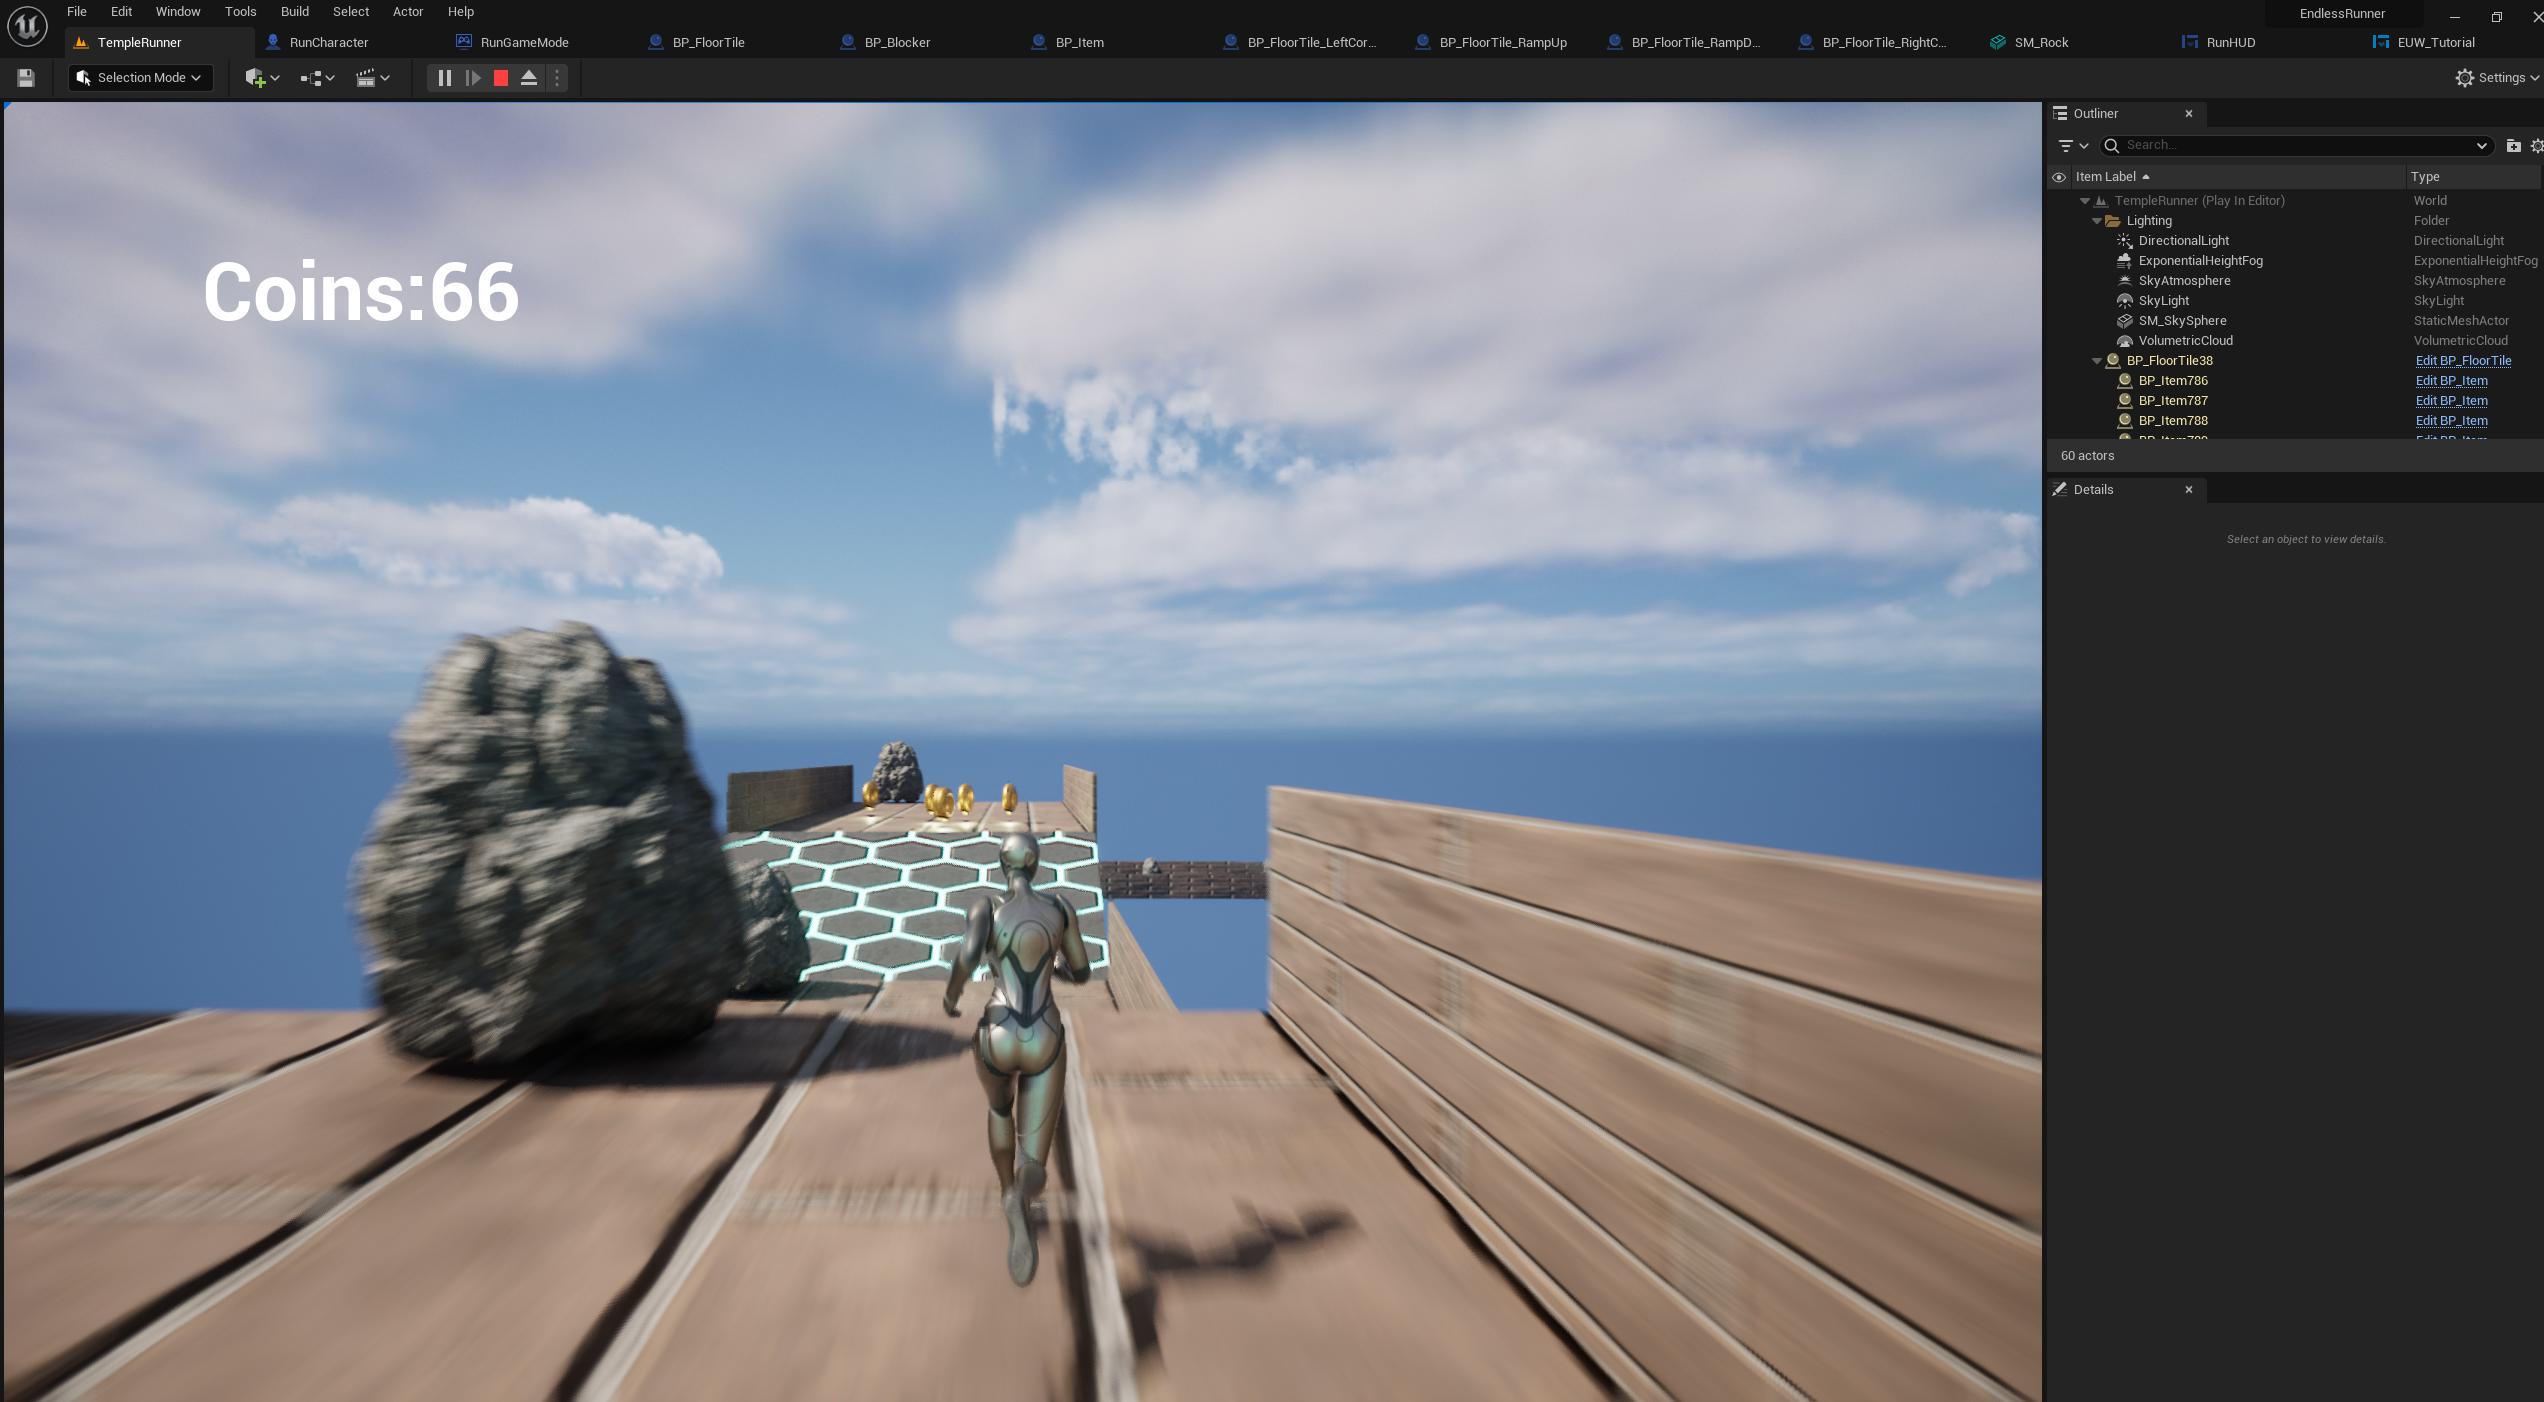 File Edit Window Tools Build Select Actor Help
EndlessRunner
TempleRunner RunCharacter RunGameMode BP_FloorTile BP_Blocker BP_Item BP_FloorTile_LeftCor... BP_FloorTile_RampUp BP_FloorTile_RampD... BP_FloorTile_RightC... SM_Rock RunHUD EUW_Tutorial
Selection Mode
Settings
Coins:66
Outliner
Search...
Item Label Type
TempleRunner (Play In Editor) World
Lighting Folder
DirectionalLight DirectionalLight
ExponentialHeightFog ExponentialHeightFog
SkyAtmosphere SkyAtmosphere
SkyLight SkyLight
SM_SkySphere StaticMeshActor
VolumetricCloud VolumetricCloud
BP_FloorTile38 Edit BP_FloorTile
BP_Item786 Edit BP_Item
BP_Item787 Edit BP_Item
BP_Item788 Edit BP_Item
60 actors
Details
Select an object to view details.